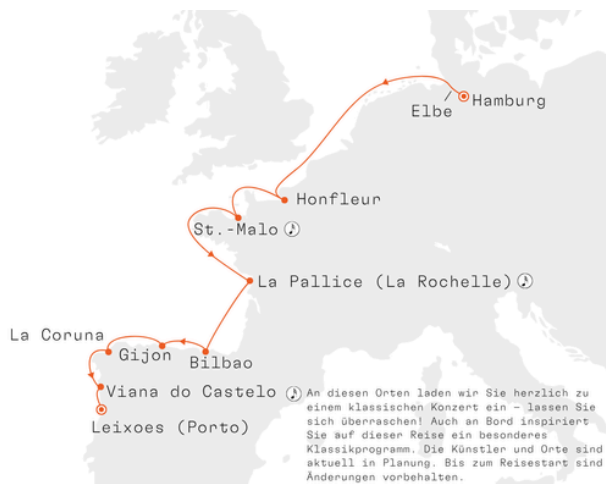 Hamburg
Elbe
Honfleur
St.-Malo
La Pallice (La Rochelle)
La Coruna
Gijon
Bilbao
Viana do Castelo
Leixoes (Porto)
An diesen Orten laden wir Sie herzlich zu
einem klassischen Konzert ein – lassen Sie
sich überraschen! Auch an Bord inspiriert
Sie auf dieser Reise ein besonderes
Klassikprogramm. Die Künstler und Orte sind
aktuell in Planung. Bis zum Reisestart sind
Änderungen vorbehalten.